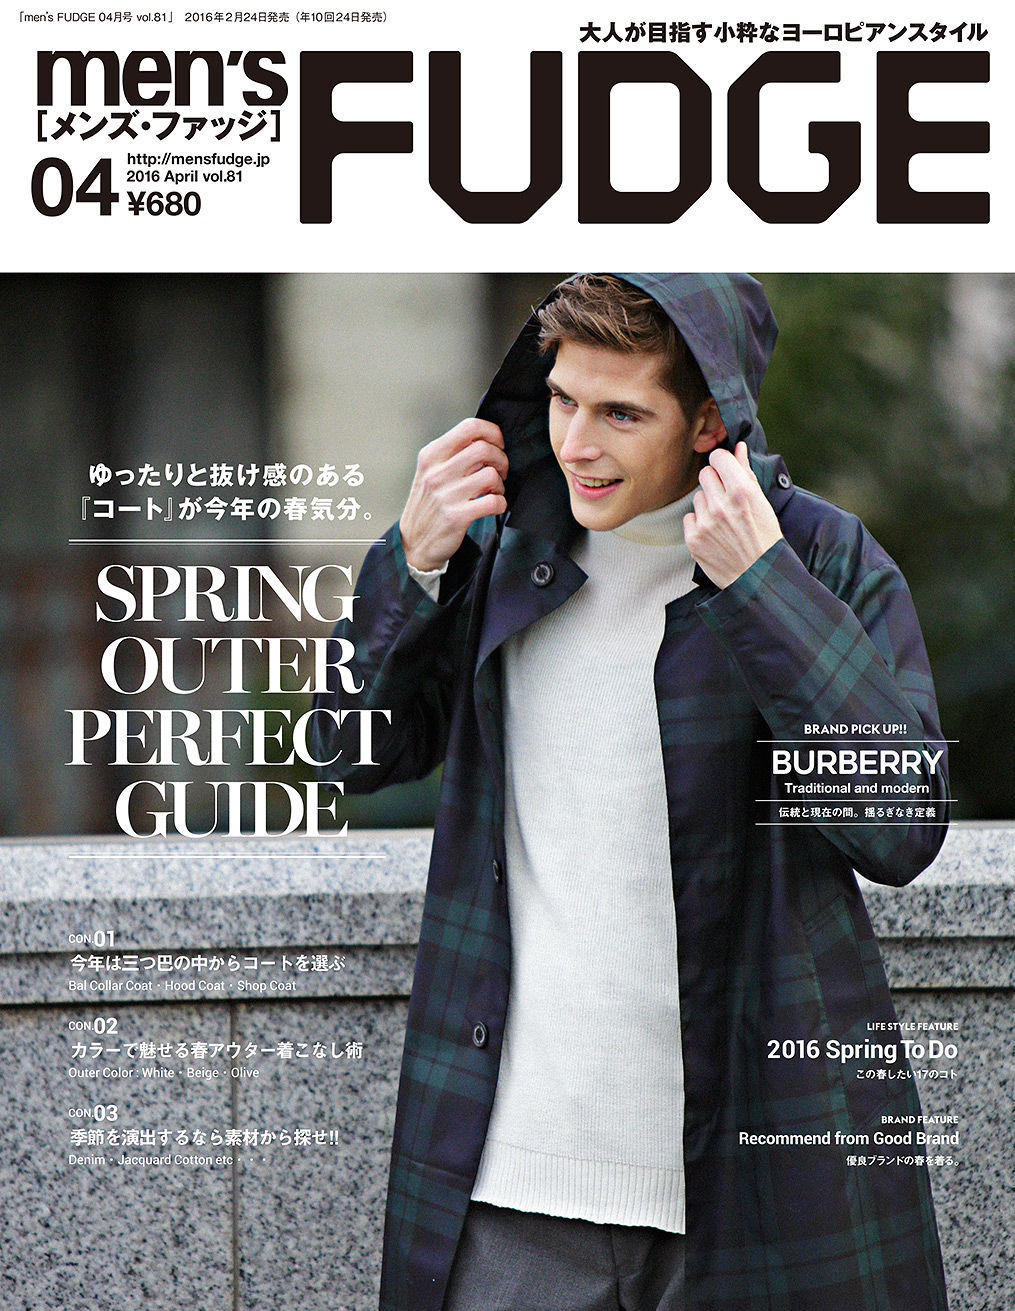 「men's FUDGE 04月号 vol.81」 2016年2月24日発売（年10回24日発売）
大人が目指す小粋なヨーロピアンスタイル
men's
FUDGE
［メンズ・ファッジ］
04
http://mensfudge.jp
2016 April vol.81
¥680
ゆったりと抜け感のある
『コート』が今年の春気分。
SPRING
OUTER
PERFECT
GUIDE
BRAND PICK UP!!
BURBERRY
Traditional and modern
伝統と現在の間。揺るぎなき定義
CON.01
今年は三つ巴の中からコートを選ぶ
Bal Collar Coat・Hood Coat・Shop Coat
CON.02
カラーで魅せる春アウター着こなし術
Outer Color : White・Beige・Olive
CON.03
季節を演出するなら素材から探せ!!
Denim・Jacquard Cotton etc・・・
LIFE STYLE FEATURE
2016 Spring To Do
この春したい17のコト
BRAND FEATURE
Recommend from Good Brand
優良ブランドの春を着る。